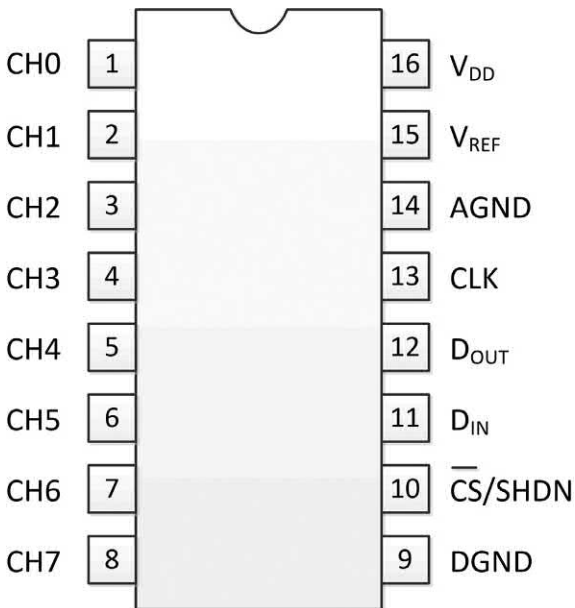 CH0 1 16 VDD
CH1 2 15 VREF
CH2 3 14 AGND
CH3 4 13 CLK
CH4 5 12 DOUT
CH5 6 11 DIN
CH6 7 10 C̅S/SHDN
CH7 8 9 DGND